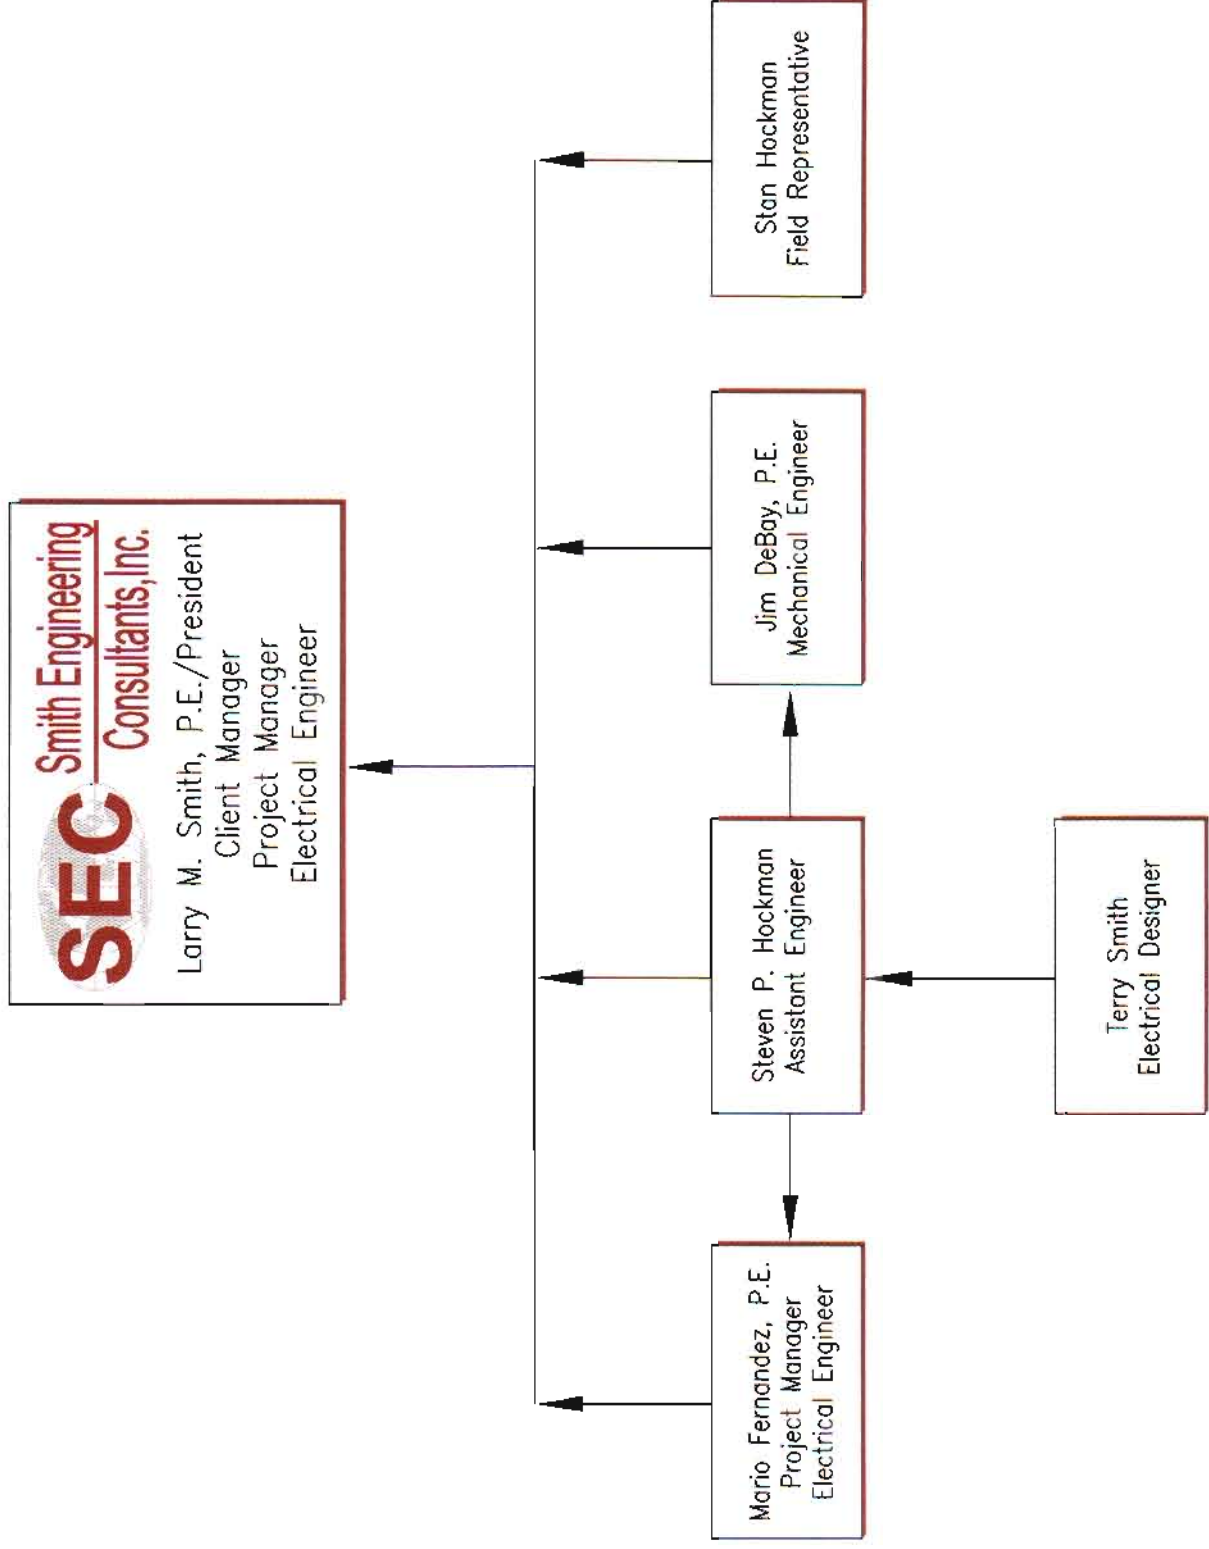 SEC
Smith Engineering
Consultants,Inc.
Larry M. Smith, P.E./President
Client Manager
Project Manager
Electrical Engineer
Mario Fernandez, P.E.
Project Manager
Electrical Engineer
Steven P. Hockman
Assistant Engineer
Jim DeBay, P.E.
Mechanical Engineer
Stan Hockman
Field Representative
Terry Smith
Electrical Designer